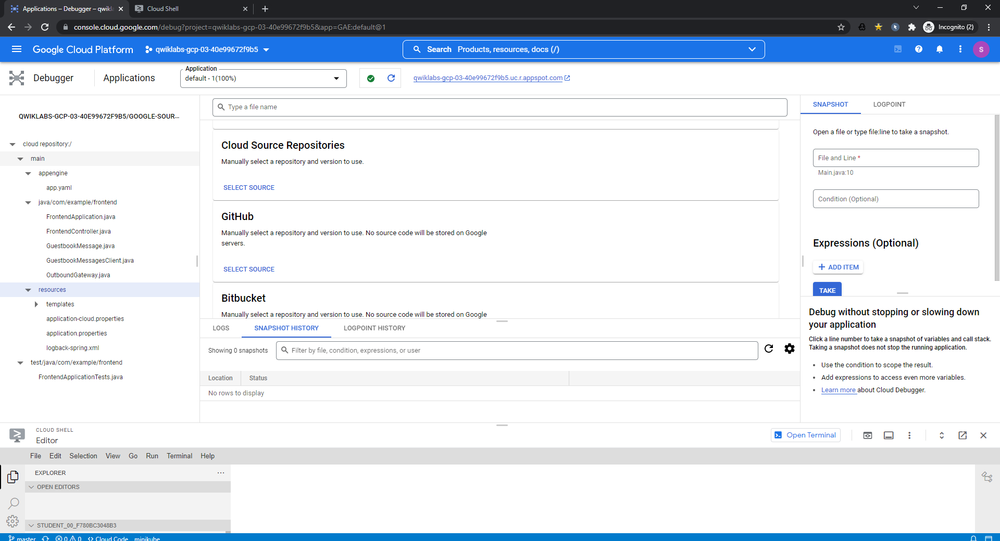 Applications – Debugger – qwikla
Cloud Shell
console.cloud.google.com/debug?project=qwiklabs-gcp-03-40e99672f9b5&app=GAE:default@1
Incognito (2)
Google Cloud Platform
qwiklabs-gcp-03-40e99672f9b5
Search Products, resources, docs (/)
S
Debugger
Applications
Application
default - 1(100%)
qwiklabs-gcp-03-40e99672f9b5.uc.r.appspot.com
QWIKLABS-GCP-03-40E99672F9B5/GOOGLE-SOUR...
cloud repository:/
main
appengine
app.yaml
java/com/example/frontend
FrontendApplication.java
FrontendController.java
GuestbookMessage.java
GuestbookMessagesClient.java
OutboundGateway.java
resources
templates
application-cloud.properties
application.properties
logback-spring.xml
test/java/com/example/frontend
FrontendApplicationTests.java
Type a file name
Cloud Source Repositories
Manually select a repository and version to use.
SELECT SOURCE
GitHub
Manually select a repository and version to use. No source code will be stored on Google
servers.
SELECT SOURCE
Bitbucket
Manually select a repository and version to use. No source code will be stored on Google
LOGS
SNAPSHOT HISTORY
LOGPOINT HISTORY
Showing 0 snapshots
Filter by file, condition, expressions, or user
Location
Status
No rows to display
SNAPSHOT
LOGPOINT
Open a file or type file:line to take a snapshot.
File and Line *
Main.java:10
Condition (Optional)
Expressions (Optional)
+ ADD ITEM
TAKE
Debug without stopping or slowing down
your application
Click a line number to take a snapshot of variables and call stack.
Taking a snapshot does not stop the running application.
• Use the condition to scope the result.
• Add expressions to access even more variables.
• Learn more about Cloud Debugger.
CLOUD SHELL
Editor
Open Terminal
File Edit Selection View Go Run Terminal Help
EXPLORER
OPEN EDITORS
STUDENT_00_F780BC3048B3
master
0
0
Cloud Code
minikube